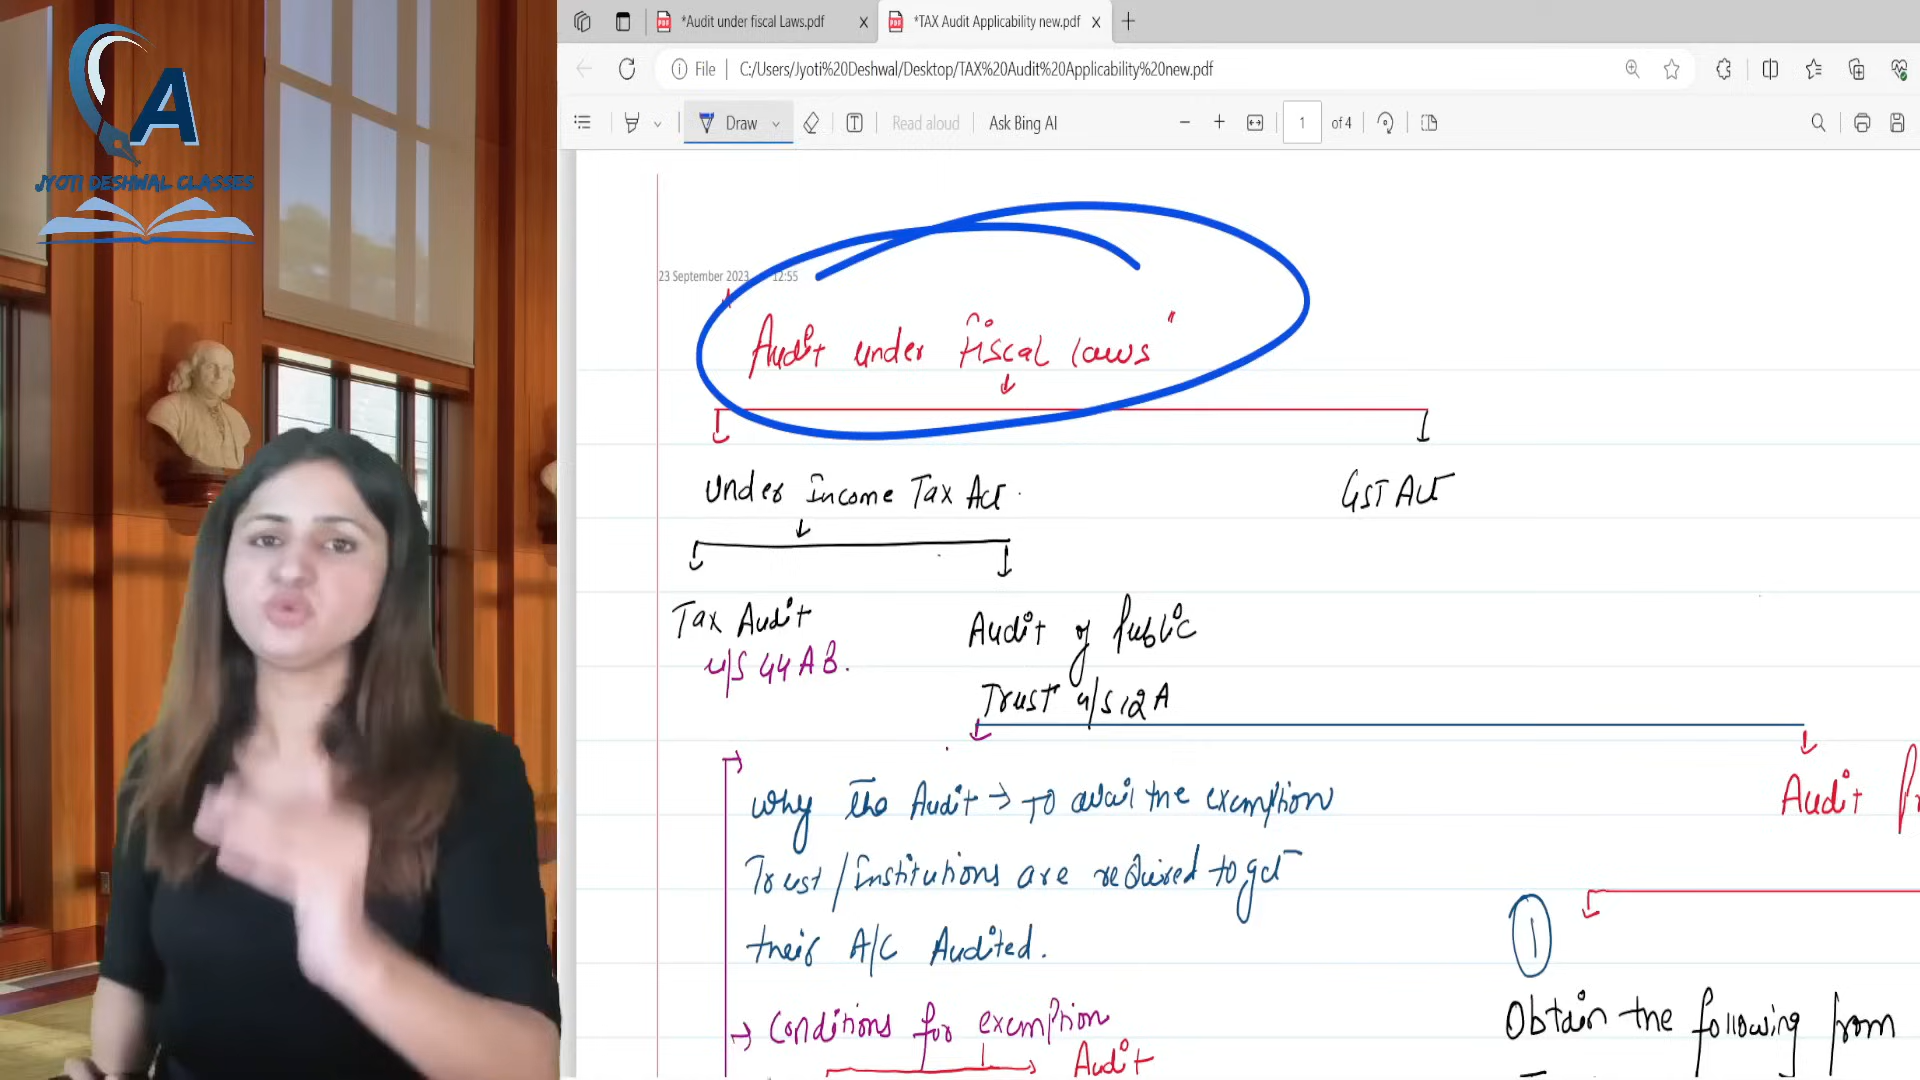 A
JYOTI DESHWAL CLASSES
*Audit under fiscal Laws.pdf
*TAX Audit Applicability new.pdf
File
C:/Users/Jyoti%20Deshwal/Desktop/TAX%20Audit%20Applicability%20new.pdf
Draw
Read aloud
Ask Bing AI
1 of 4
23 September 2023 12:55
Audit under Fiscal Laws"
Under Income Tax Act
GST Act
Tax Audit
u/s 44AB.
Audit of Public
Trust u/s 12A
Why the Audit → To avail the exemption
Trust/Institutions are required to get
their A/C Audited.
Audit
→ Conditions for exemption
Audit
1
Obtain the following from